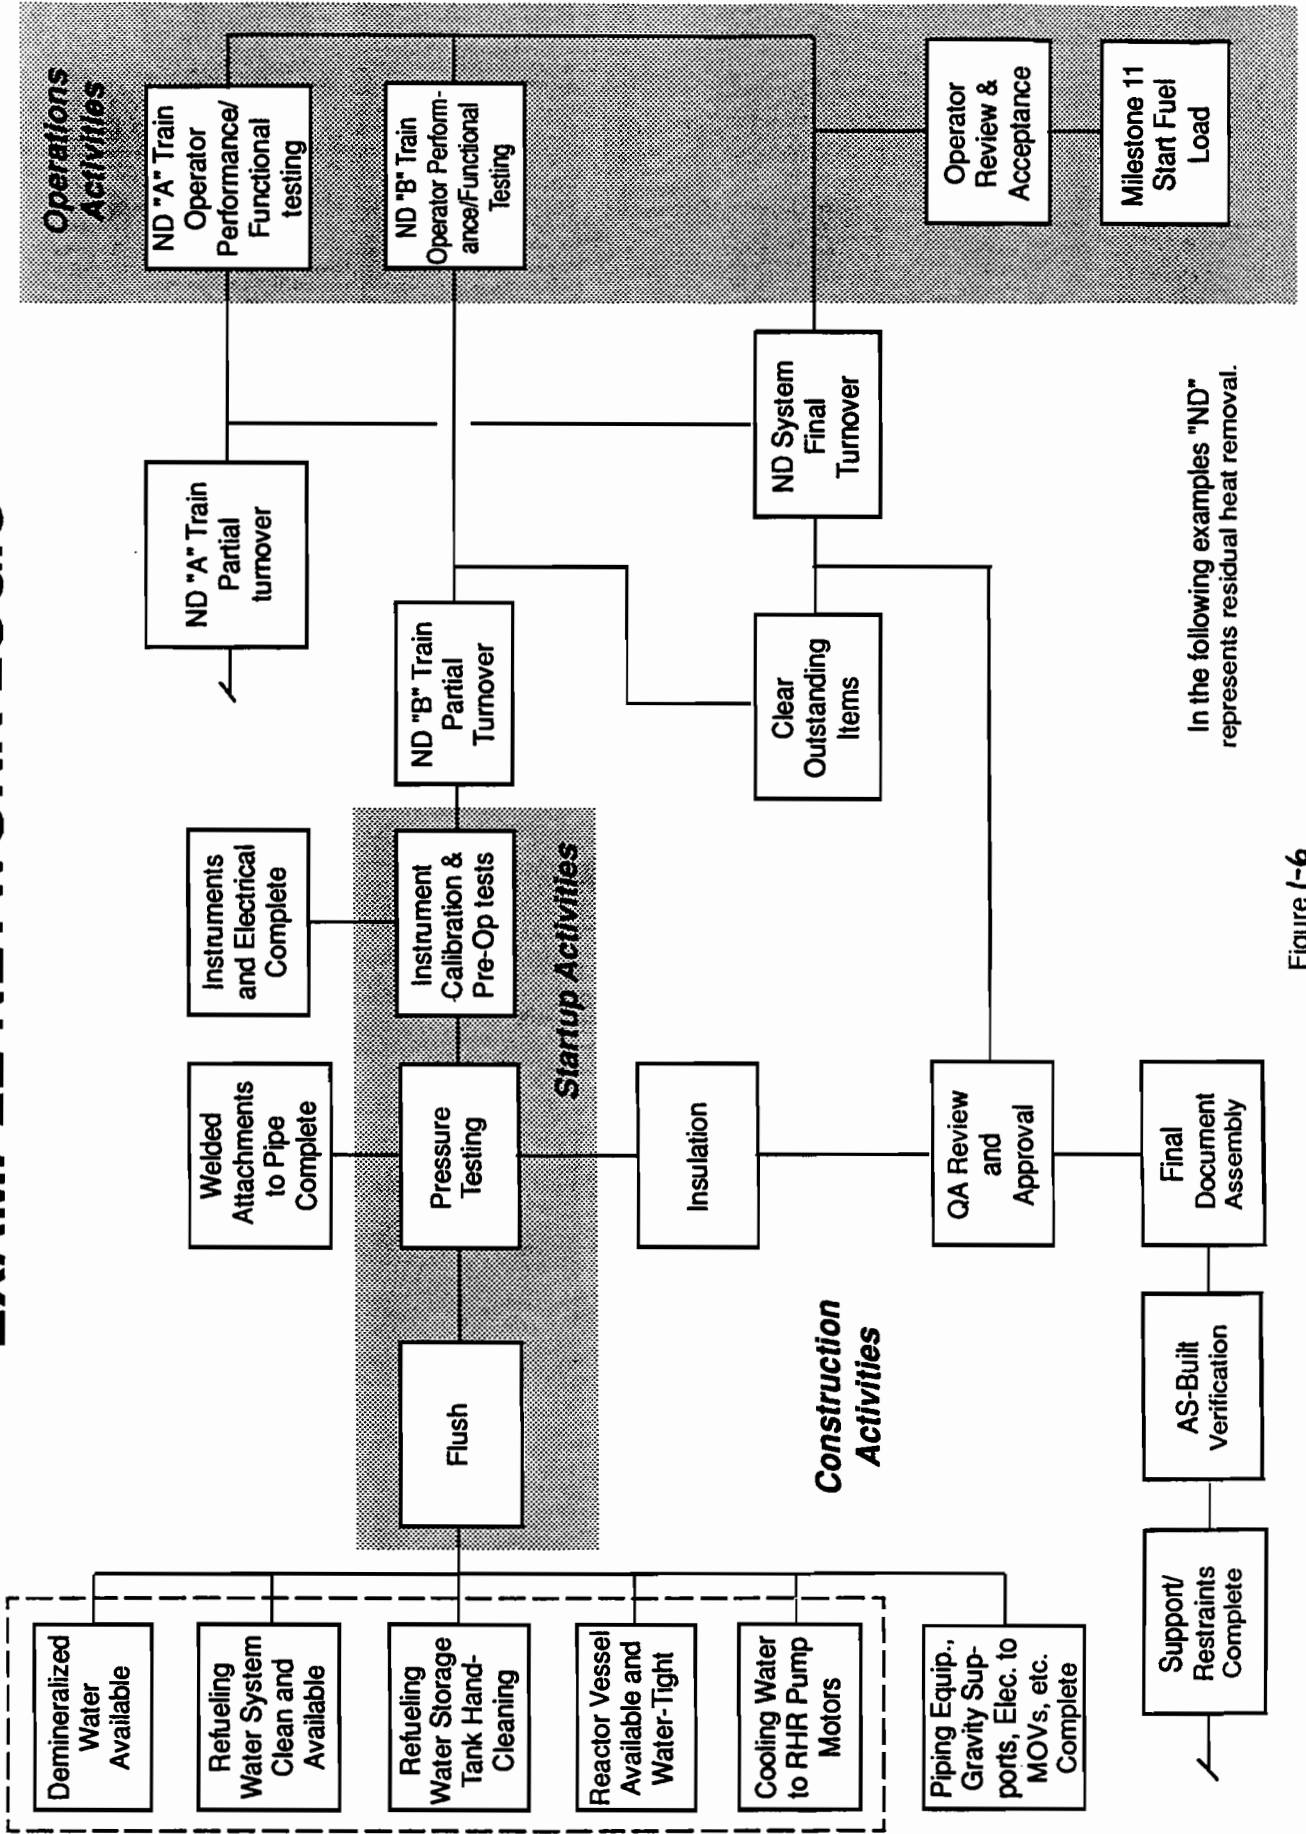 Operations
Activities
ND "A" Train
Operator
Performance/
Functional
testing
ND "B" Train
Operator Perform-
ance/Functional
Testing
Operator
Review &
Acceptance
Milestone 11
Start Fuel
Load
ND "A" Train
Partial
turnover
ND "B" Train
Partial
Turnover
ND System
Final
Turnover
Clear
Outstanding
Items
In the following examples "ND"
represents residual heat removal.
Instruments
and Electrical
Complete
Instrument
Calibration &
Pre-Op tests
Startup Activities
Welded
Attachments
to Pipe
Complete
Pressure
Testing
Insulation
QA Review
and
Approval
Final
Document
Assembly
Flush
Construction
Activities
AS-Built
Verification
Support/
Restraints
Complete
Demineralized
Water
Available
Refueling
Water System
Clean and
Available
Refueling
Water Storage
Tank Hand-
Cleaning
Reactor Vessel
Available and
Water-Tight
Cooling Water
to RHR Pump
Motors
Piping Equip.,
Gravity Sup-
ports, Elec. to
MOVs, etc.
Complete
Figure 1-6